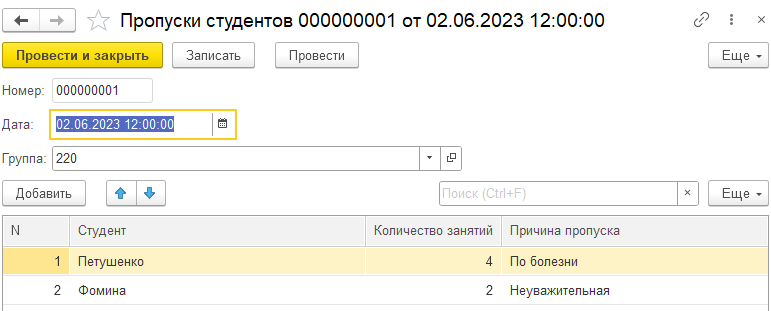 Пропуски студентов 000000001 от 02.06.2023 12:00:00
Провести и закрыть Записать Провести Еще
Номер: 000000001
Дата: 02.06.2023 12:00:00
Группа: 220
Добавить Поиск (Ctrl+F) × Еще
N Студент Количество занятий Причина пропуска
1 Петушенко 4 По болезни
2 Фомина 2 Неуважительная